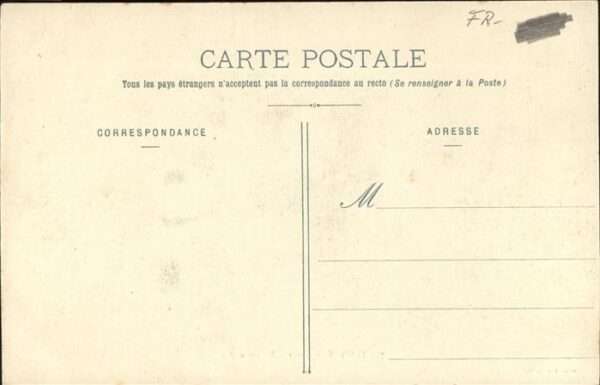 FR-
CARTE POSTALE
Tous les pays étrangers n'acceptent pas la correspondance au recto (Se renseigner à la Poste)
CORRESPONDANCE
ADRESSE
M